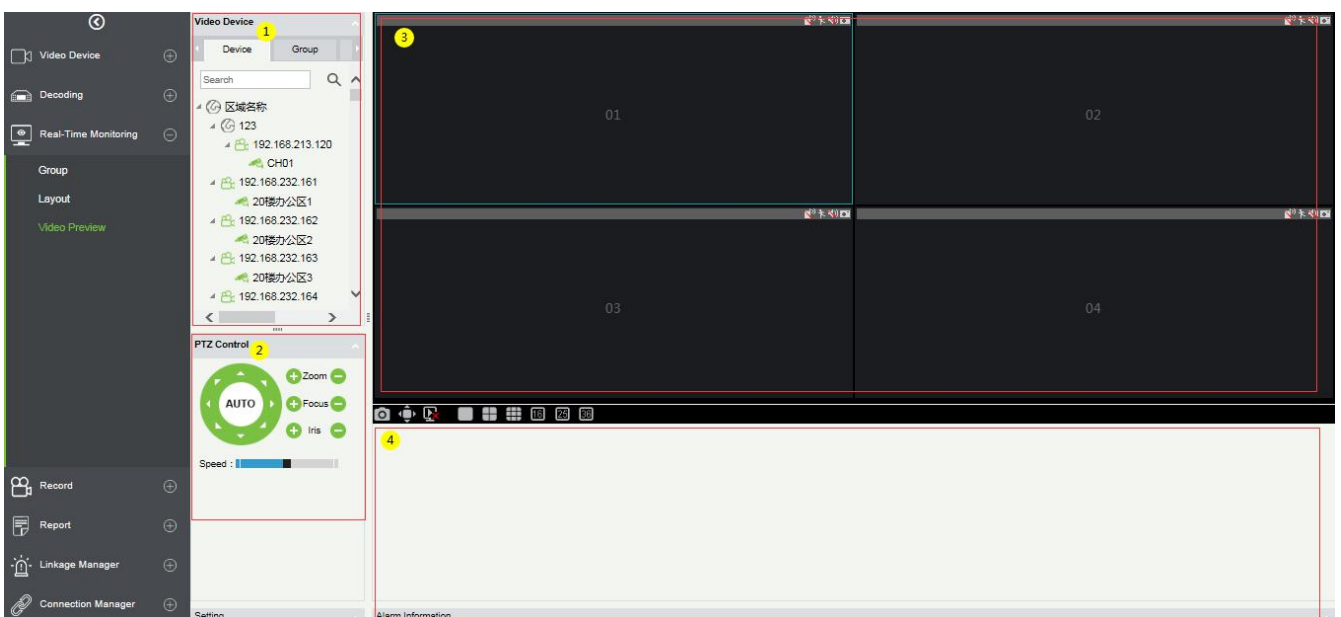 Video Device
Decoding
Real-Time Monitoring
Group
Layout
Video Preview
Record
Report
Linkage Manager
Connection Manager
Video Device
1
Device
Group
Search
区域名称
123
192.168.213.120
CH01
192.168.232.161
20楼办公区1
192.168.232.162
20楼办公区2
192.168.232.163
20楼办公区3
192.168.232.164
PTZ Control
2
AUTO
Zoom
Focus
Iris
Speed :
Setting
3
01
02
03
04
16
25
36
4
Alarm Information